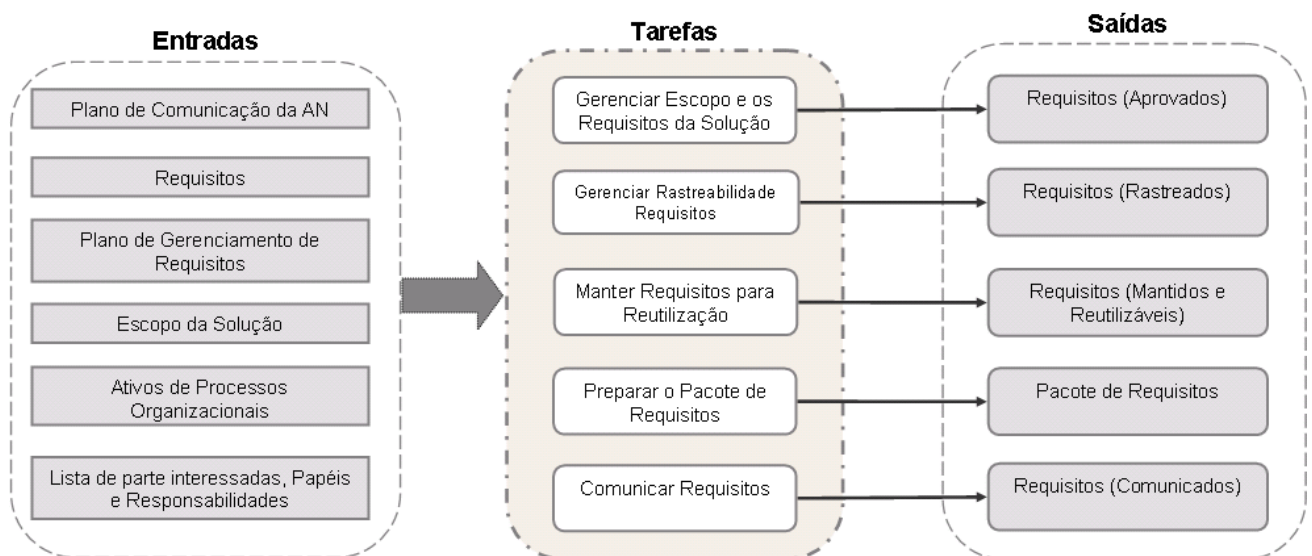 Entradas
Plano de Comunicação da AN
Requisitos
Plano de Gerenciamento de
Requisitos
Escopo da Solução
Ativos de Processos
Organizacionais
Lista de parte interessadas, Papéis
e Responsabilidades
Tarefas
Gerenciar Escopo e os
Requisitos da Solução
Gerenciar Rastreabilidade
Requisitos
Manter Requisitos para
Reutilização
Preparar o Pacote de
Requisitos
Comunicar Requisitos
Saídas
Requisitos (Aprovados)
Requisitos (Rastreados)
Requisitos (Mantidos e
Reutilizáveis)
Pacote de Requisitos
Requisitos (Comunicados)